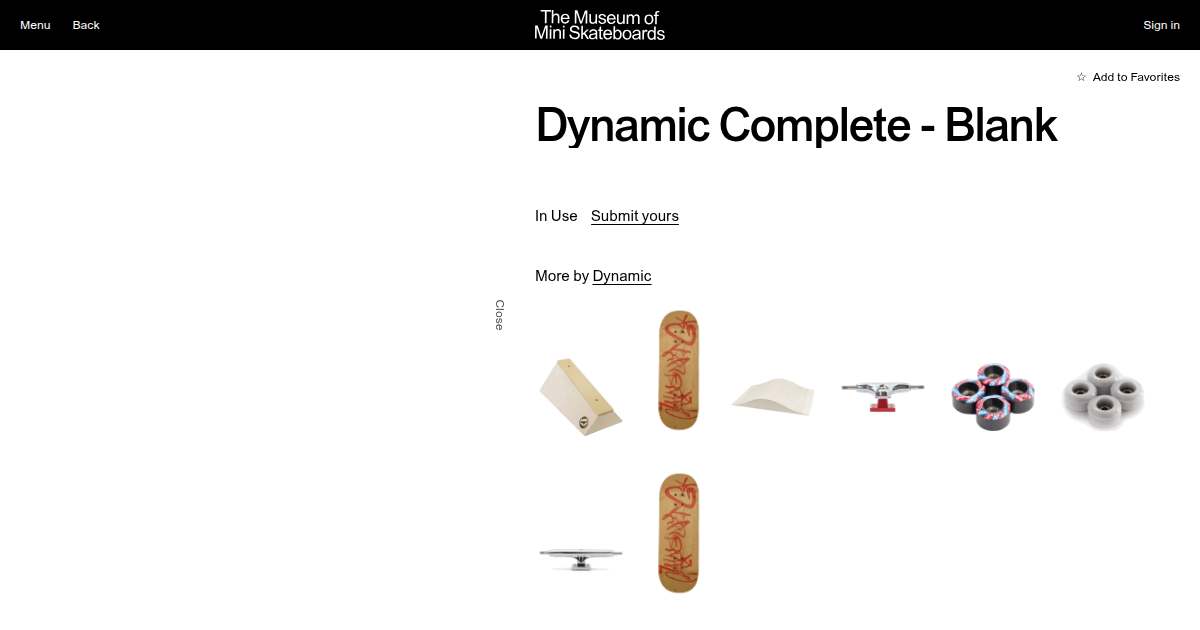 Menu
Back
The Museum of
Mini Skateboards
Sign in
☆ Add to Favorites
Dynamic Complete - Blank
In Use
Submit yours
More by Dynamic
Close